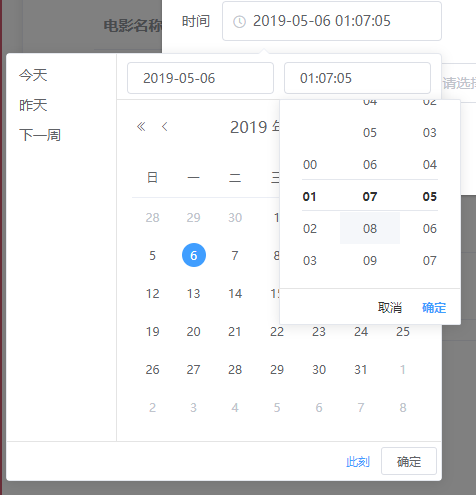 电影名称
时间 2019-05-06 01:07:05
请选择
今天
昨天
下一周
2019-05-06 01:07:05
2019 年
日 一 二 三
28 29 30 1
5 6 7 8
12 13 14 15
19 20 21 22 23 24 25
26 27 28 29 30 31 1
2 3 4 5 6 7 8
04 02
05 03
00 06 04
01 07 05
02 08 06
03 09 07
取消 确定
此刻 确定